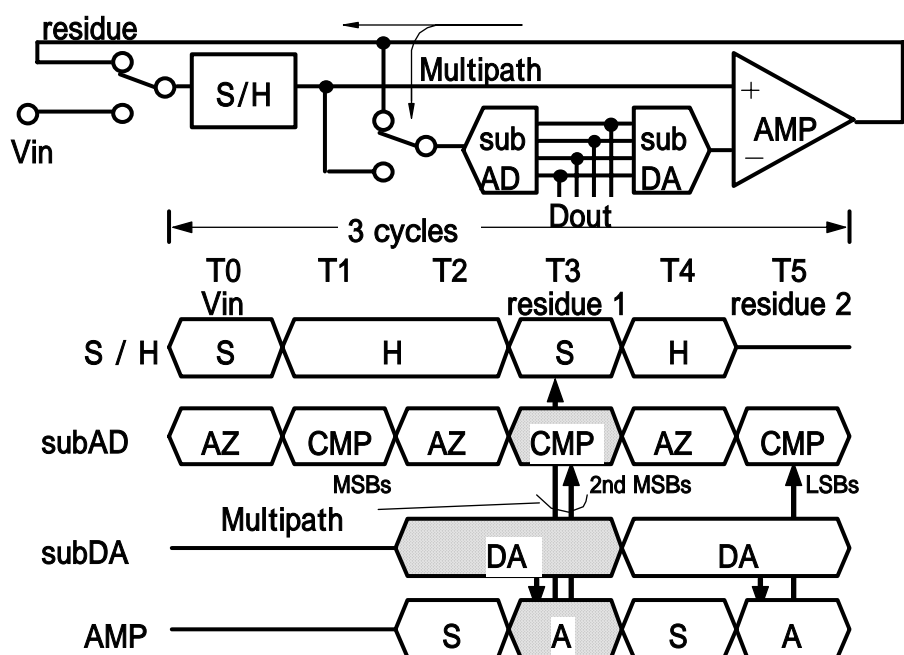 residue
S/H
Multipath
+
AMP
−
sub
AD
sub
DA
Vin
Dout
3 cycles
T0 T1 T2 T3 T4 T5
Vin residue 1 residue 2
S / H S H S H
subAD AZ CMP AZ CMP AZ CMP
MSBs 2nd MSBs LSBs
Multipath
subDA DA DA
AMP S A S A